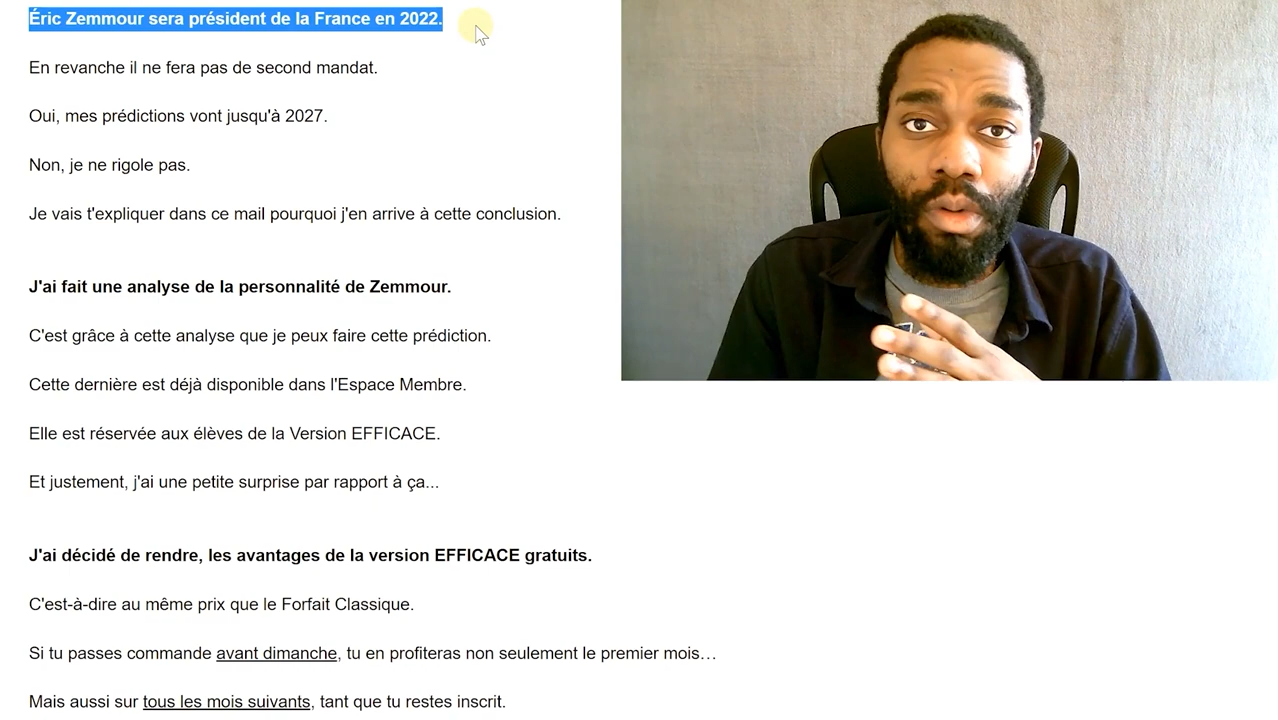 Éric Zemmour sera président de la France en 2022.
En revanche il ne fera pas de second mandat.
Oui, mes prédictions vont jusqu'à 2027.
Non, je ne rigole pas.
Je vais t'expliquer dans ce mail pourquoi j'en arrive à cette conclusion.
J'ai fait une analyse de la personnalité de Zemmour.
C'est grâce à cette analyse que je peux faire cette prédiction.
Cette dernière est déjà disponible dans l'Espace Membre.
Elle est réservée aux élèves de la Version EFFICACE.
Et justement, j'ai une petite surprise par rapport à ça...
J'ai décidé de rendre, les avantages de la version EFFICACE gratuits.
C'est-à-dire au même prix que le Forfait Classique.
Si tu passes commande avant dimanche, tu en profiteras non seulement le premier mois…
Mais aussi sur tous les mois suivants, tant que tu restes inscrit.